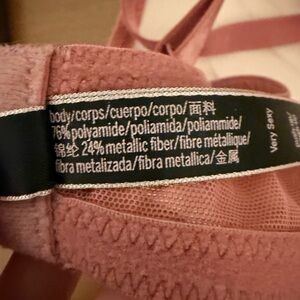 body/corps/cuerpo/corpo/面料
76% polyamide/poliamida/poliammide/
锦纶 24% metallic fiber/fibre métallique/
fibra metalizada/fibra metallica/金属
Very Sexy